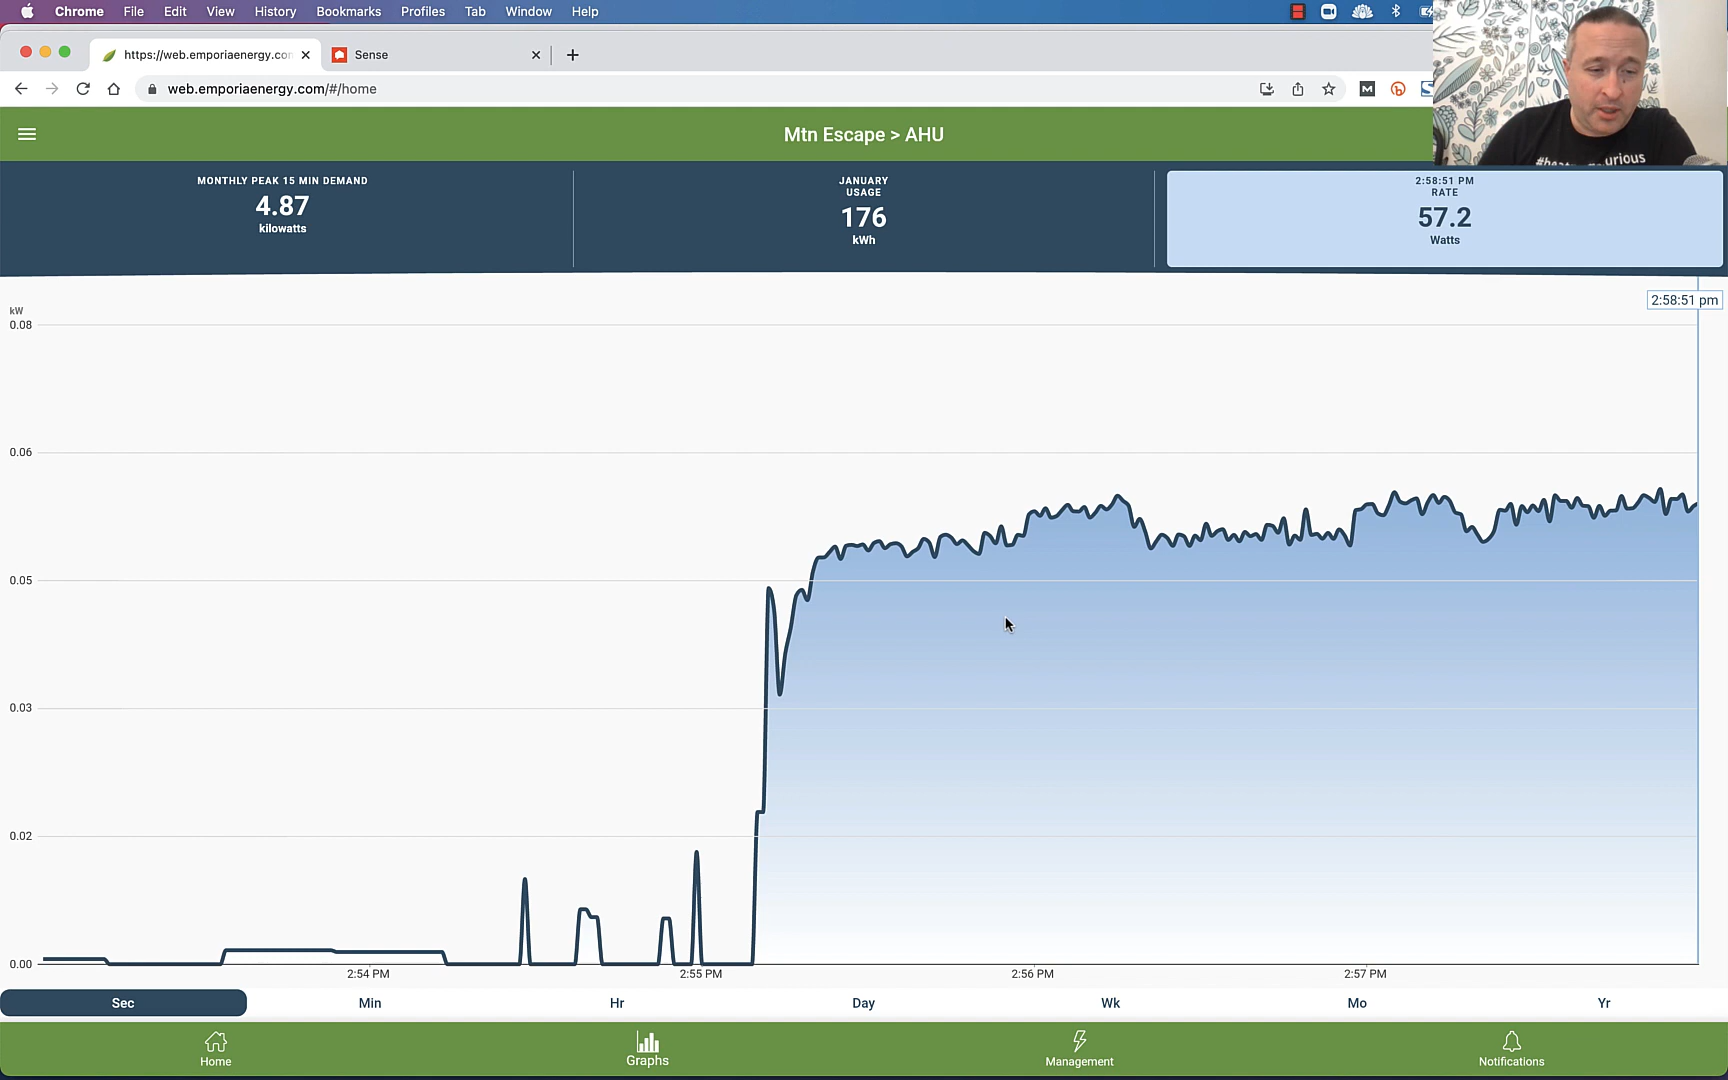 Chrome File Edit View History Bookmarks Profiles Tab Window Help
https://web.emporiaenergy.con
Sense
web.emporiaenergy.com/#/home
Mtn Escape > AHU
MONTHLY PEAK 15 MIN DEMAND
4.87
kilowatts
JANUARY
USAGE
176
kWh
2:58:51 PM
RATE
57.2
Watts
2:58:51 pm
kW
0.08
0.06
0.05
0.03
0.02
0.00
2:54 PM 2:55 PM 2:56 PM 2:57 PM
Sec Min Hr Day Wk Mo Yr
Home Graphs Management Notifications